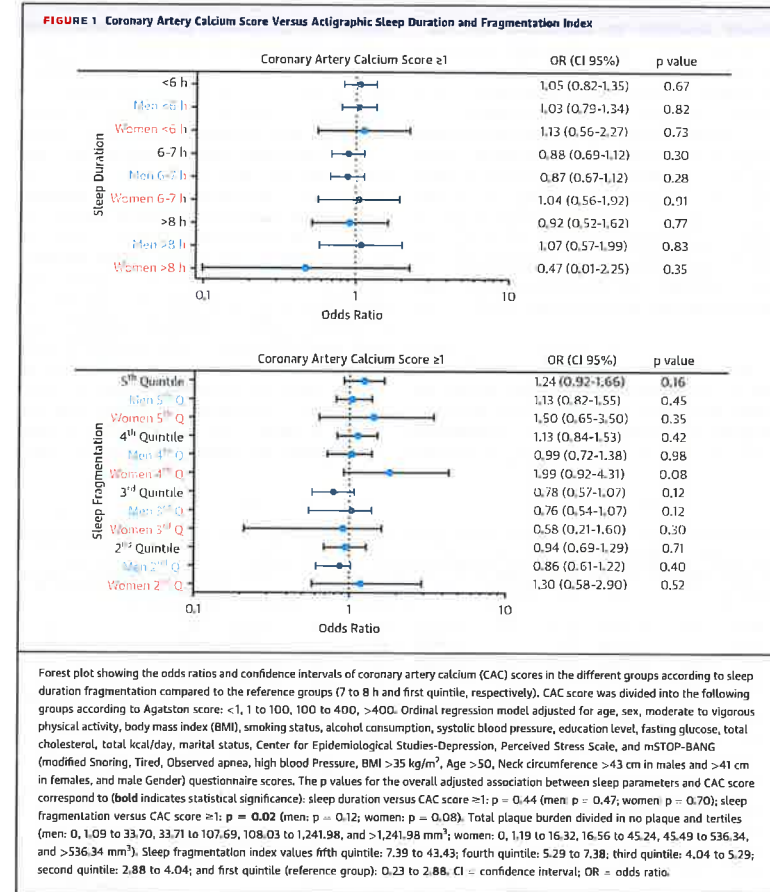 FIGURE 1 Coronary Artery Calcium Score Versus Actigraphic Sleep Duration and Fragmentation Index
Coronary Artery Calcium Score ≥1 OR (CI 95%) p value
<6 h 1.05 (0.82-1.35) 0.67
Men <6 h 1.03 (0.79-1.34) 0.82
Women <6 h 1.13 (0.56-2.27) 0.73
6-7 h 0.88 (0.69-1.12) 0.30
Men 6-7 h 0.87 (0.67-1.12) 0.28
Women 6-7 h 1.04 (0.56-1.92) 0.91
>8 h 0.92 (0.52-1.62) 0.77
Men >8 h 1.07 (0.57-1.99) 0.83
Women >8 h 0.47 (0.01-2.25) 0.35
Sleep Duration
0.1 1 10
Odds Ratio
Coronary Artery Calcium Score ≥1 OR (CI 95%) p value
5th Quintile 1.24 (0.92-1.66) 0.16
Men 5th Q 1.13 (0.82-1.55) 0.45
Women 5th Q 1.50 (0.65-3.50) 0.35
4th Quintile 1.13 (0.84-1.53) 0.42
Men 4th Q 0.99 (0.72-1.38) 0.98
Women 4th Q 1.99 (0.92-4.31) 0.08
3rd Quintile 0.78 (0.57-1.07) 0.12
Men 3rd Q 0.76 (0.54-1.07) 0.12
Women 3rd Q 0.58 (0.21-1.60) 0.30
2nd Quintile 0.94 (0.69-1.29) 0.71
Men 2nd Q 0.86 (0.61-1.22) 0.40
Women 2nd Q 1.30 (0.58-2.90) 0.52
Sleep Fragmentation
0.1 1 10
Odds Ratio
Forest plot showing the odds ratios and confidence intervals of coronary artery calcium (CAC) scores in the different groups according to sleep
duration fragmentation compared to the reference groups (7 to 8 h and first quintile, respectively). CAC score was divided into the following
groups according to Agatston score: <1, 1 to 100, 100 to 400, >400. Ordinal regression model adjusted for age, sex, moderate to vigorous
physical activity, body mass index (BMI), smoking status, alcohol consumption, systolic blood pressure, education level, fasting glucose, total
cholesterol, total kcal/day, marital status, Center for Epidemiological Studies-Depression, Perceived Stress Scale, and mSTOP-BANG
(modified Snoring, Tired, Observed apnea, high blood Pressure, BMI >35 kg/m², Age >50, Neck circumference >43 cm in males and >41 cm
in females, and male Gender) questionnaire scores. The p values for the overall adjusted association between sleep parameters and CAC score
correspond to (bold indicates statistical significance): sleep duration versus CAC score ≥1: p = 0.44 (men p = 0.47; women p = 0.70); sleep
fragmentation versus CAC score ≥1: p = 0.02 (men: p = 0.12; women: p = 0.08). Total plaque burden divided in no plaque and tertiles
(men: 0, 1.09 to 33.70, 33.71 to 107.69, 108.03 to 1,241.98, and >1,241.98 mm³; women: 0, 1.19 to 16.32, 16.56 to 45.24, 45.49 to 536.34,
and >536.34 mm³). Sleep fragmentation index values fifth quintile: 7.39 to 43.43; fourth quintile: 5.29 to 7.38; third quintile: 4.04 to 5.29;
second quintile: 2.88 to 4.04; and first quintile (reference group): 0.23 to 2.88. CI = confidence interval; OR = odds ratio.